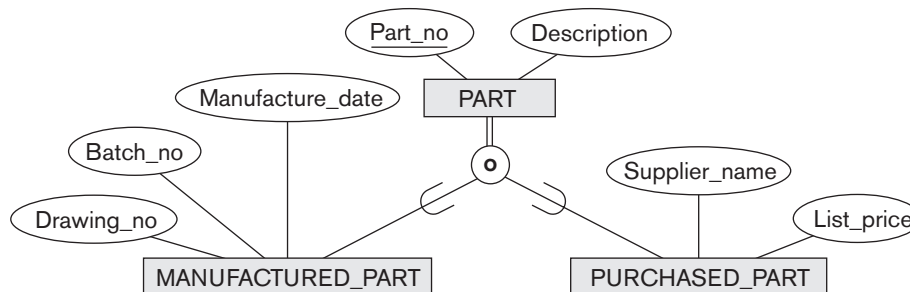 Part_no
Description
Manufacture_date
PART
Batch_no
o
Supplier_name
Drawing_no
List_price
MANUFACTURED_PART
PURCHASED_PART